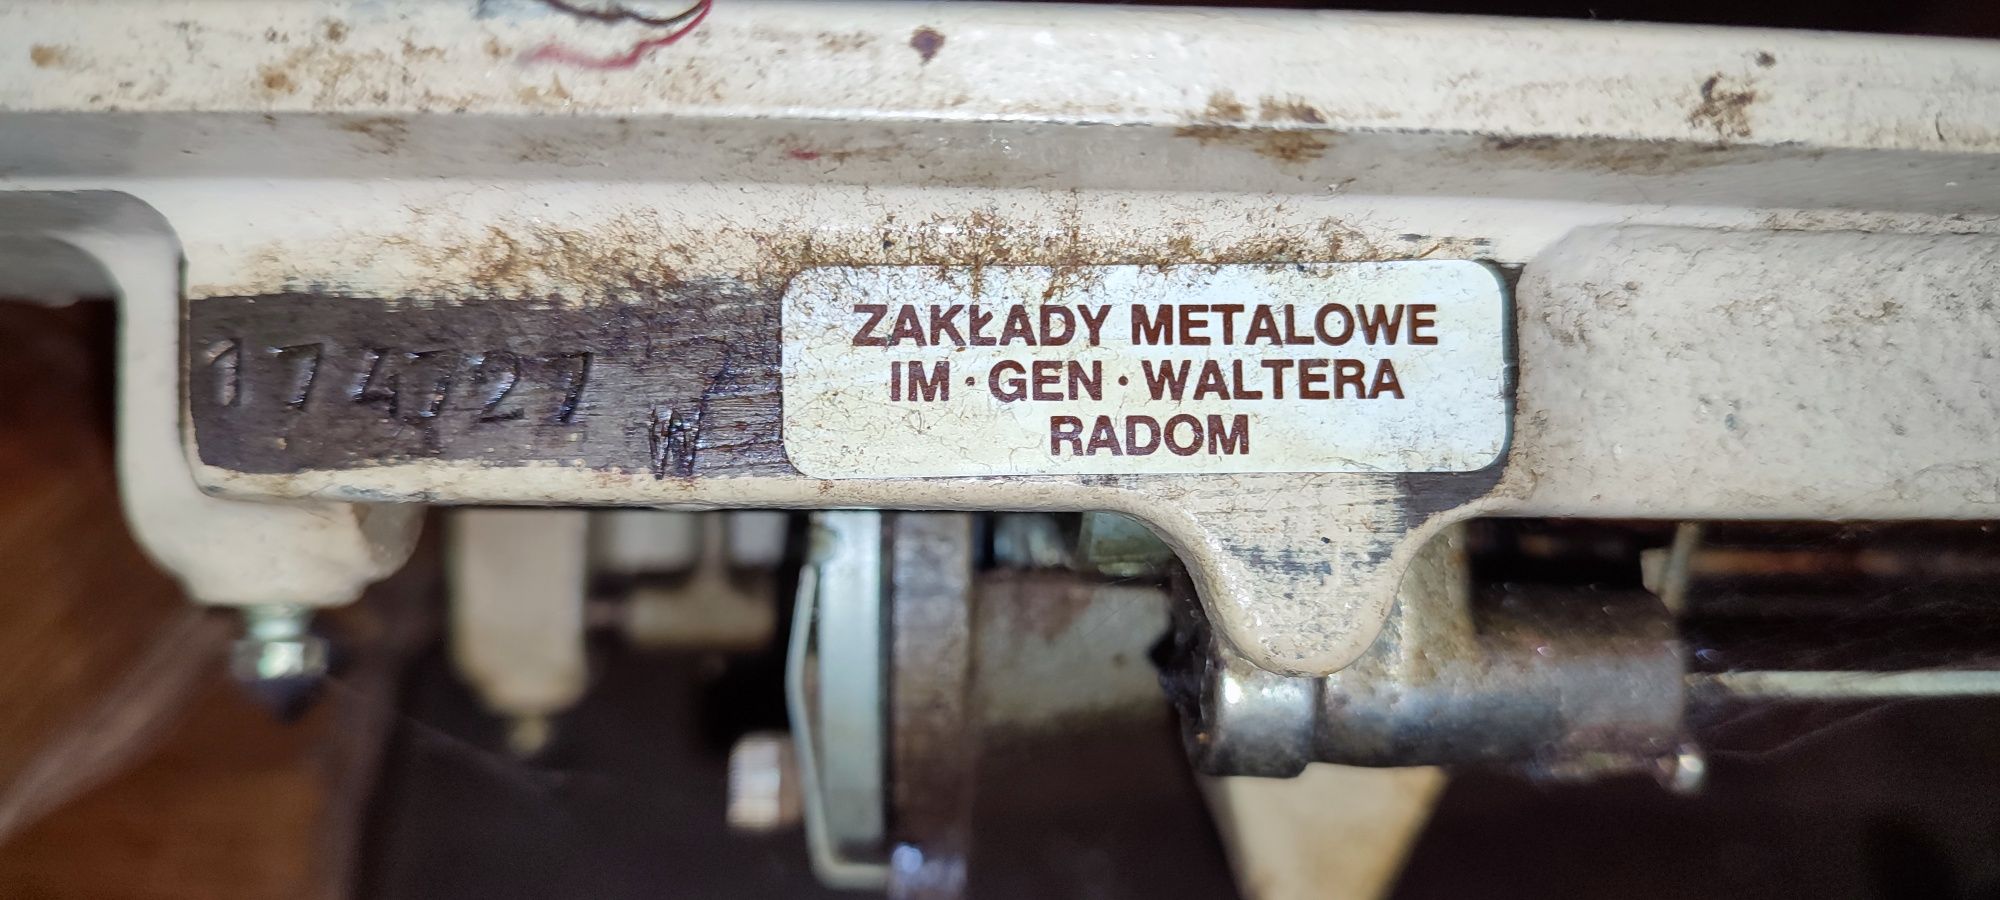 174727 W
ZAKŁADY METALOWE
IM · GEN · WALTERA
RADOM